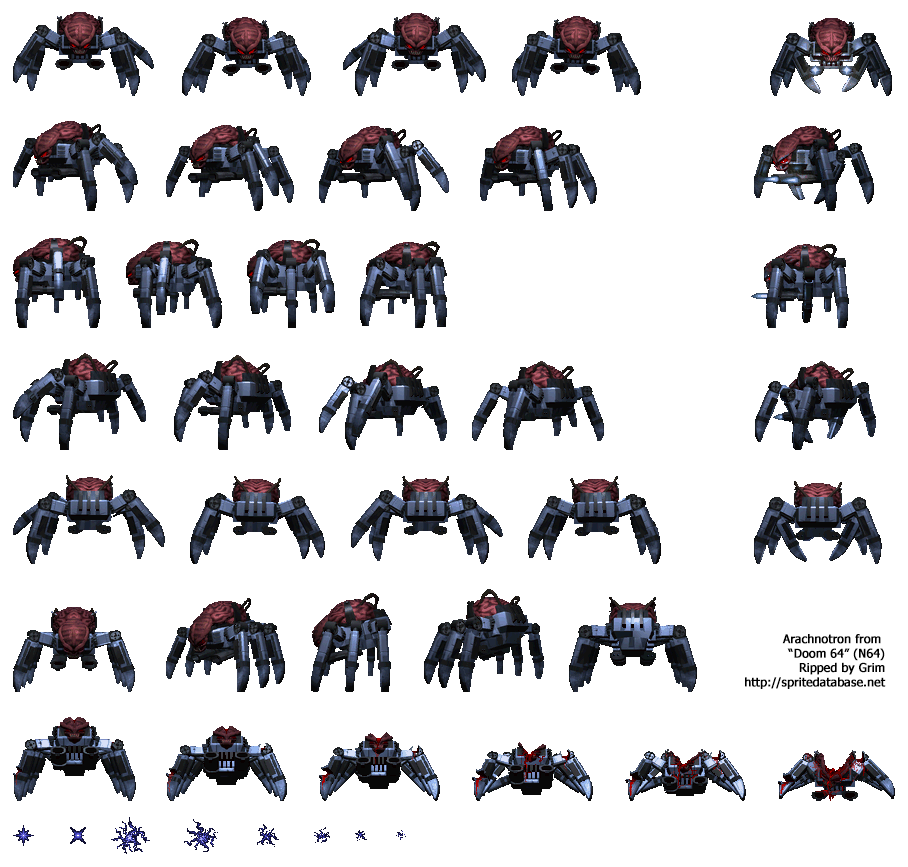 Arachnotron from
“Doom 64” (N64)
Ripped by Grim
http://spritedatabase.net